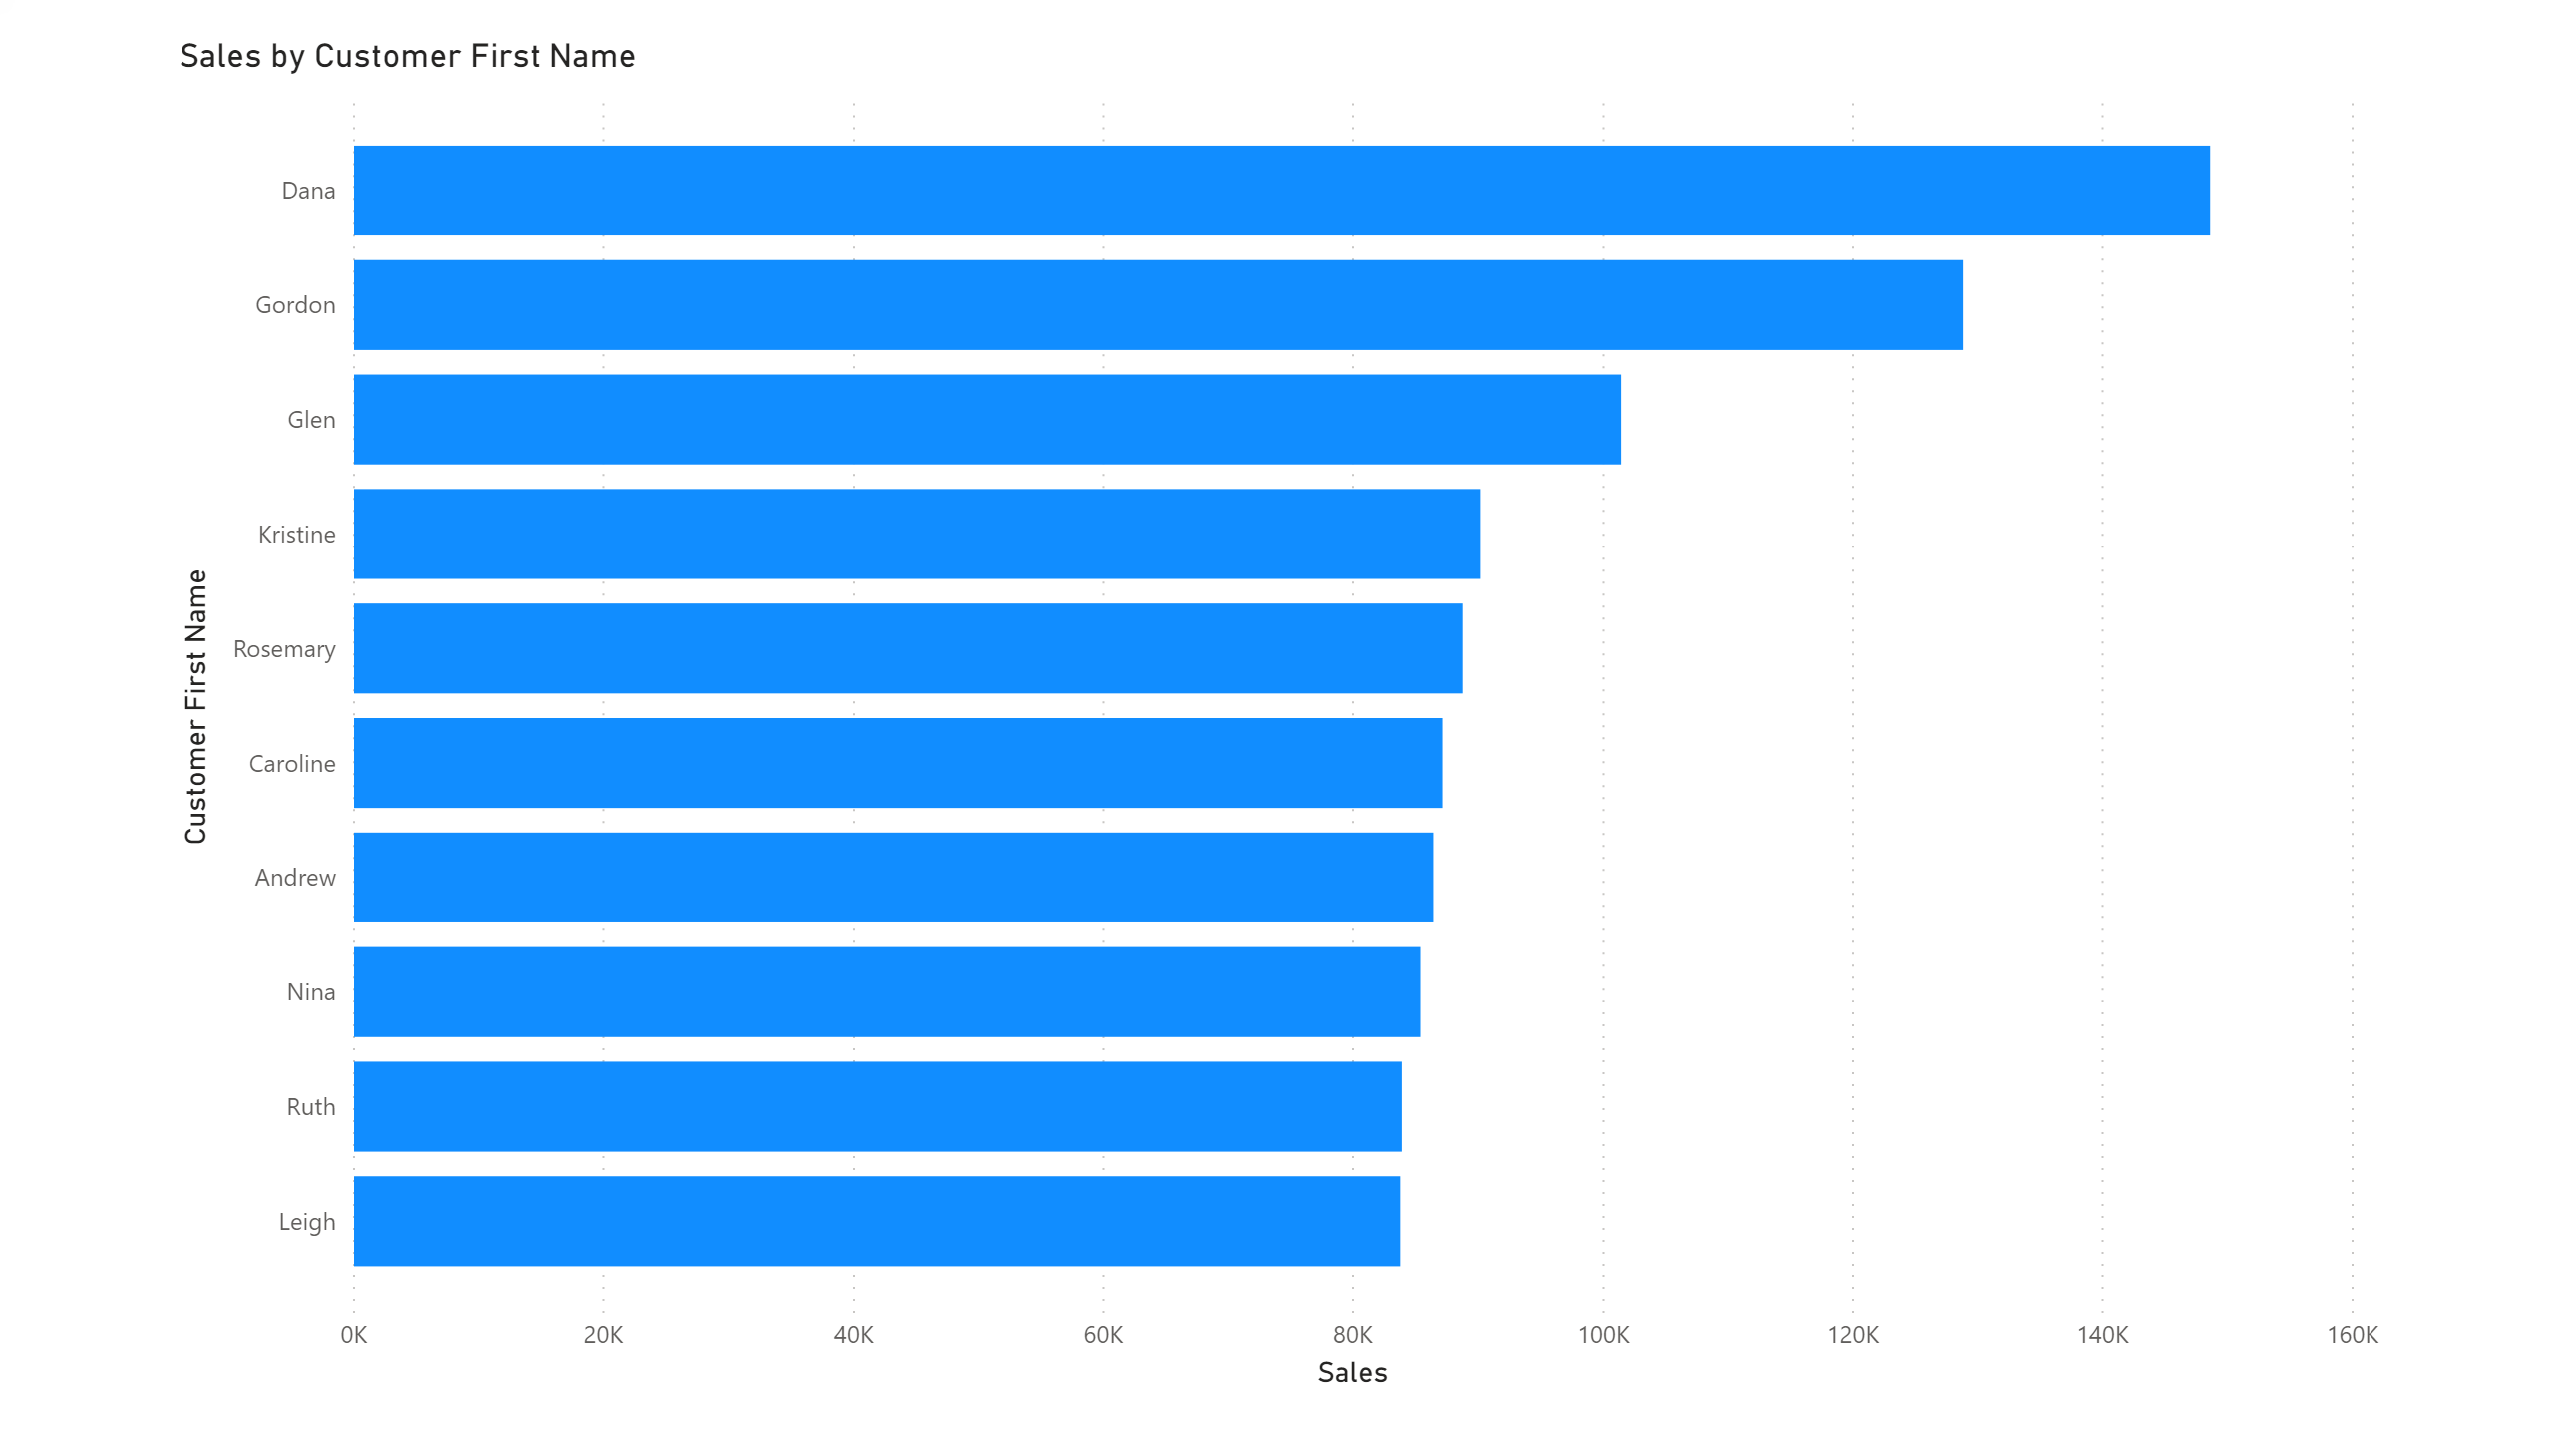 Sales by Customer First Name
Customer First Name
Dana
Gordon
Glen
Kristine
Rosemary
Caroline
Andrew
Nina
Ruth
Leigh
0K 20K 40K 60K 80K 100K 120K 140K 160K
Sales